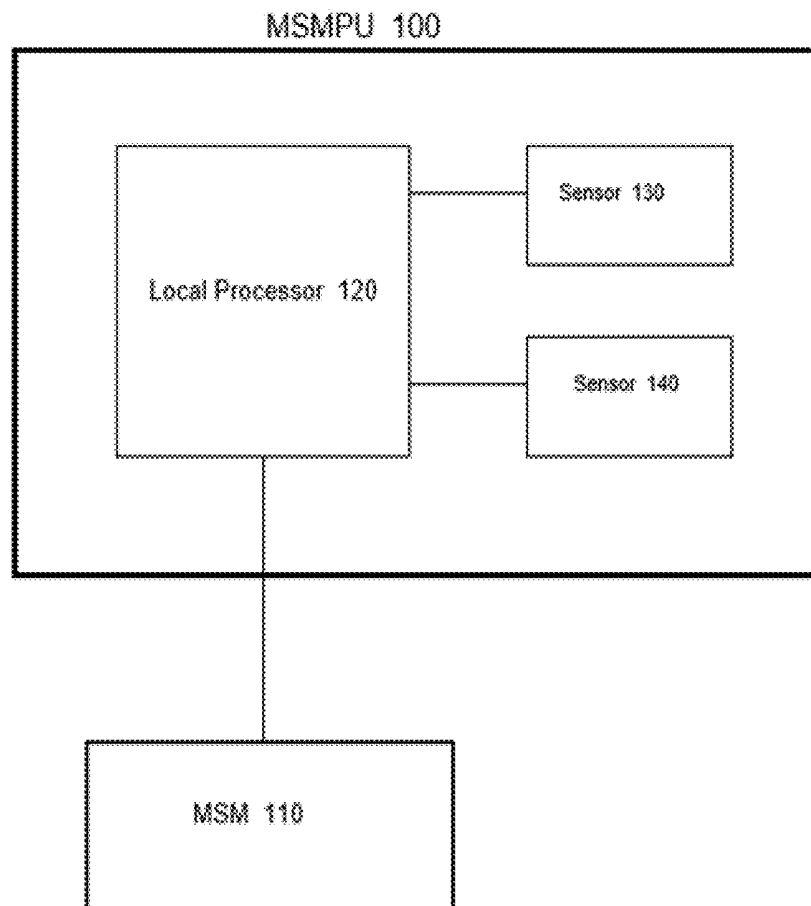 MSMPU 100
Sensor 130
Local Processor 120
Sensor 140
MSM 110